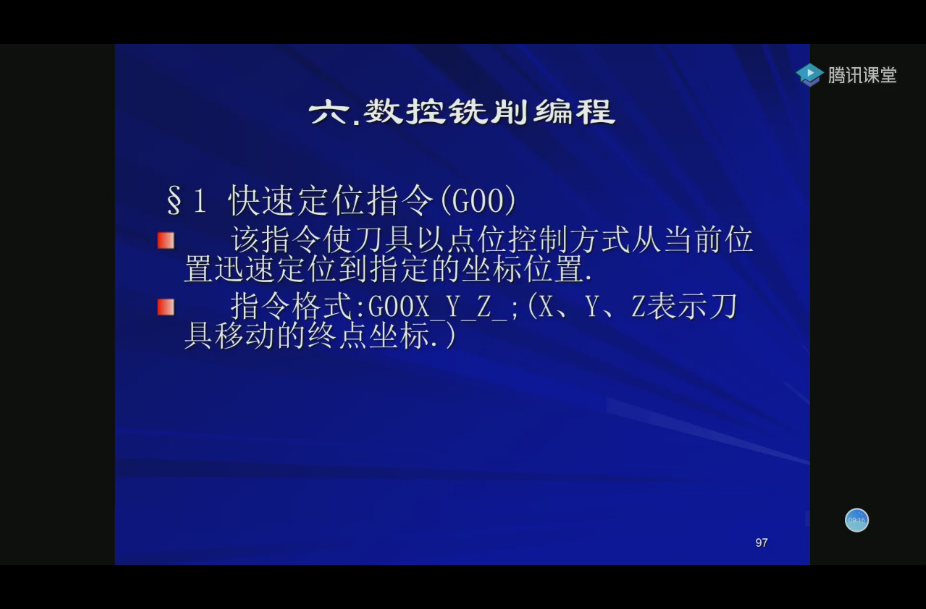 腾讯课堂
六.数控铣削编程
§1 快速定位指令(G00)
该指令使刀具以点位控制方式从当前位
置迅速定位到指定的坐标位置.
指令格式:G00X_Y_Z_;(X、Y、Z表示刀
具移动的终点坐标.)
97